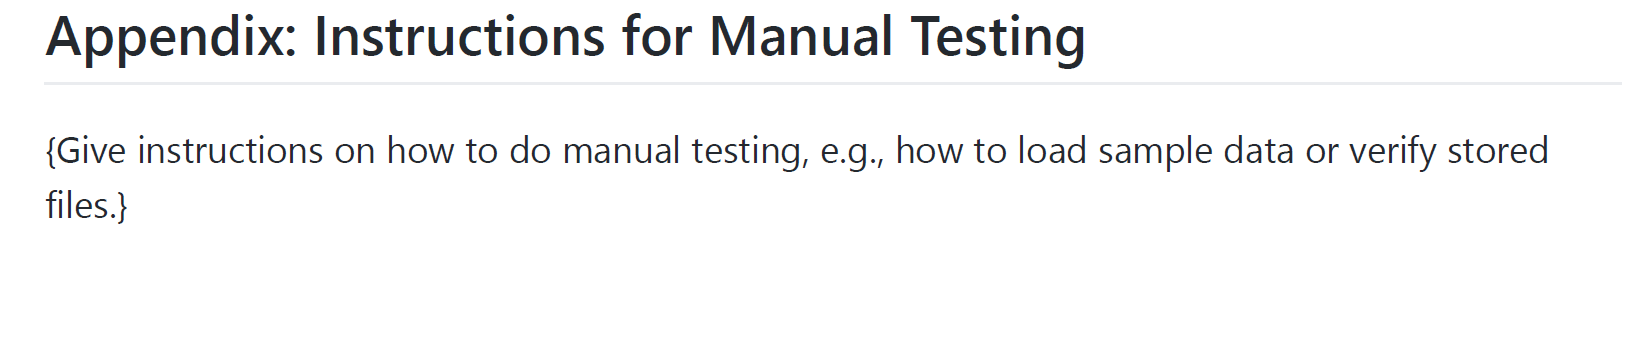 Appendix: Instructions for Manual Testing
{Give instructions on how to do manual testing, e.g., how to load sample data or verify stored
files.}